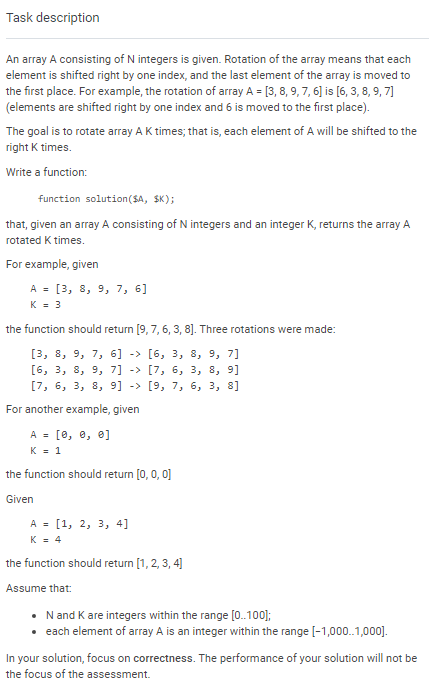 Task description
An array A consisting of N integers is given. Rotation of the array means that each
element is shifted right by one index, and the last element of the array is moved to
the first place. For example, the rotation of array A = [3, 8, 9, 7, 6] is [6, 3, 8, 9, 7]
(elements are shifted right by one index and 6 is moved to the first place).
The goal is to rotate array A K times; that is, each element of A will be shifted to the
right K times.
Write a function:
function solution($A, $K);
that, given an array A consisting of N integers and an integer K, returns the array A
rotated K times.
For example, given
A = [3, 8, 9, 7, 6]
K = 3
the function should return [9, 7, 6, 3, 8]. Three rotations were made:
[3, 8, 9, 7, 6] -> [6, 3, 8, 9, 7]
[6, 3, 8, 9, 7] -> [7, 6, 3, 8, 9]
[7, 6, 3, 8, 9] -> [9, 7, 6, 3, 8]
For another example, given
A = [0, 0, 0]
K = 1
the function should return [0, 0, 0]
Given
A = [1, 2, 3, 4]
K = 4
the function should return [1, 2, 3, 4]
Assume that:
• N and K are integers within the range [0..100];
• each element of array A is an integer within the range [−1,000..1,000].
In your solution, focus on correctness. The performance of your solution will not be
the focus of the assessment.